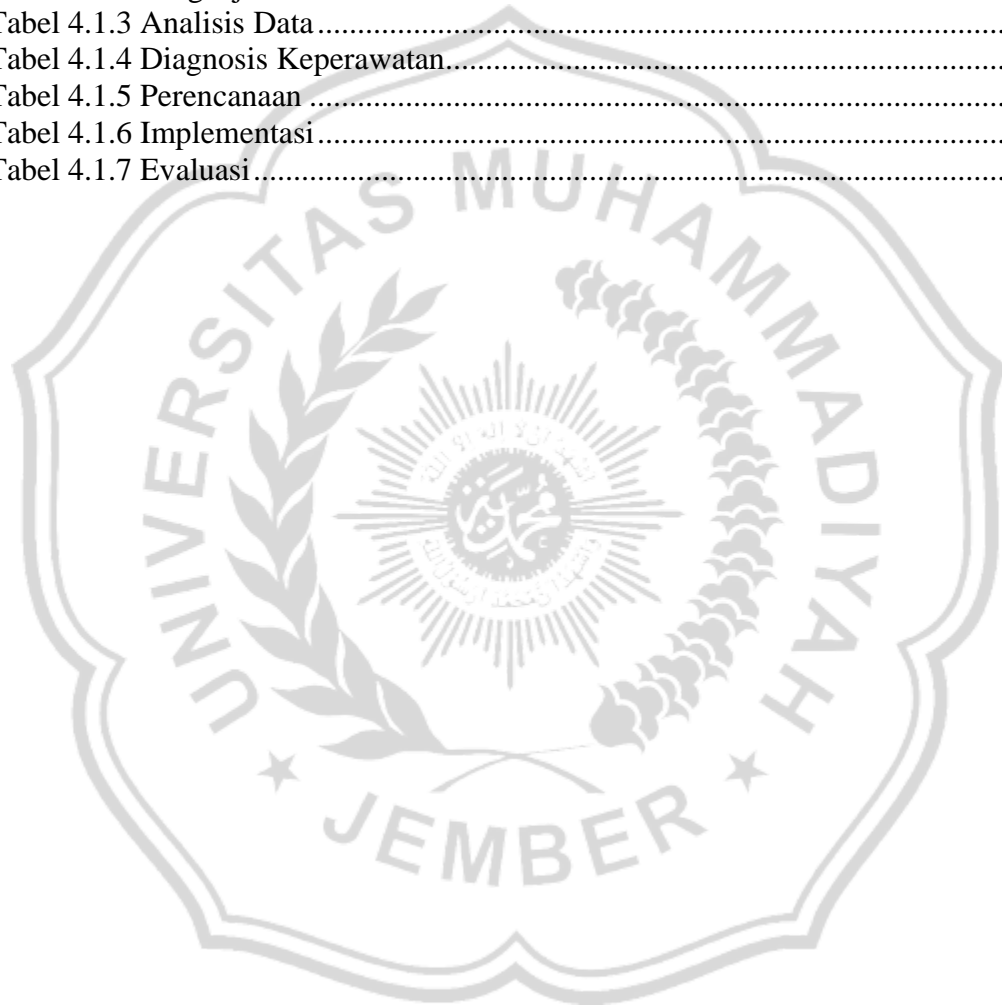 Tabel 4.1.3 Analisis Data.....................................................................................
Tabel 4.1.4 Diagnosis Keperawatan.....................................................................
Tabel 4.1.5 Perencanaan ......................................................................................
Tabel 4.1.6 Implementasi.....................................................................................
Tabel 4.1.7 Evaluasi.............................................................................................
UNIVERSITAS MUHAMMADIYAH
JEMBER